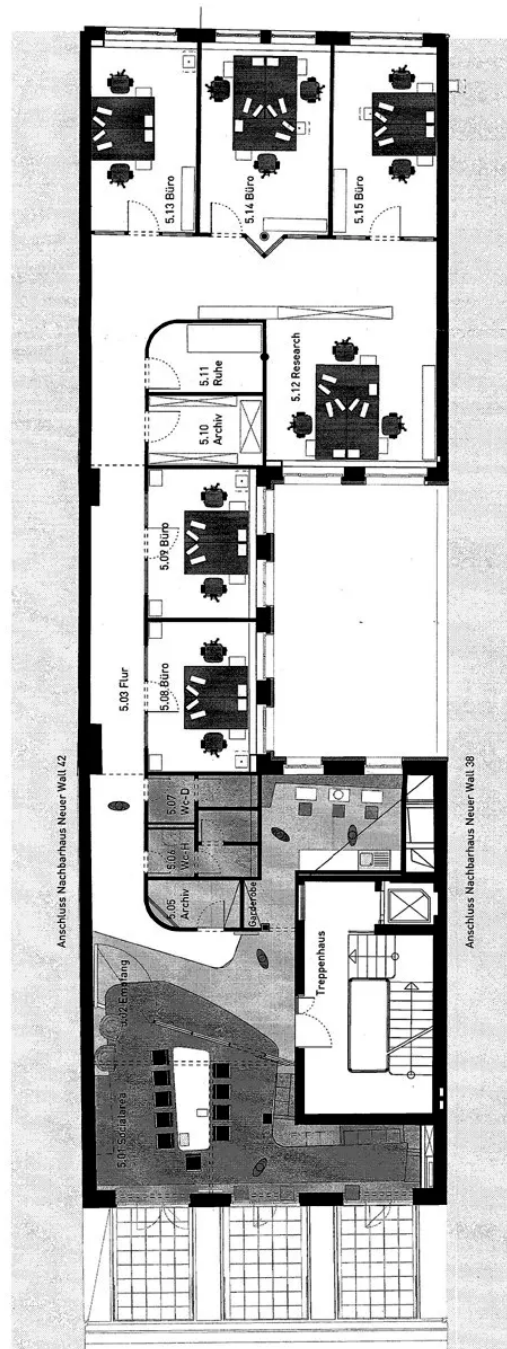 5.13 Büro
5.14 Büro
5.15 Büro
5.11
Ruhe
5.12 Research
5.10
Archiv
5.09 Büro
5.03 Flur
5.08 Büro
Anschluss Nachbarhaus Neuer Wall 42
Anschluss Nachbarhaus Neuer Wall 38
5.07
Wc-D
5.06
Wc-H
5.05
Archiv
Garderobe
Treppenhaus
Empfang
5.01 Socialarea